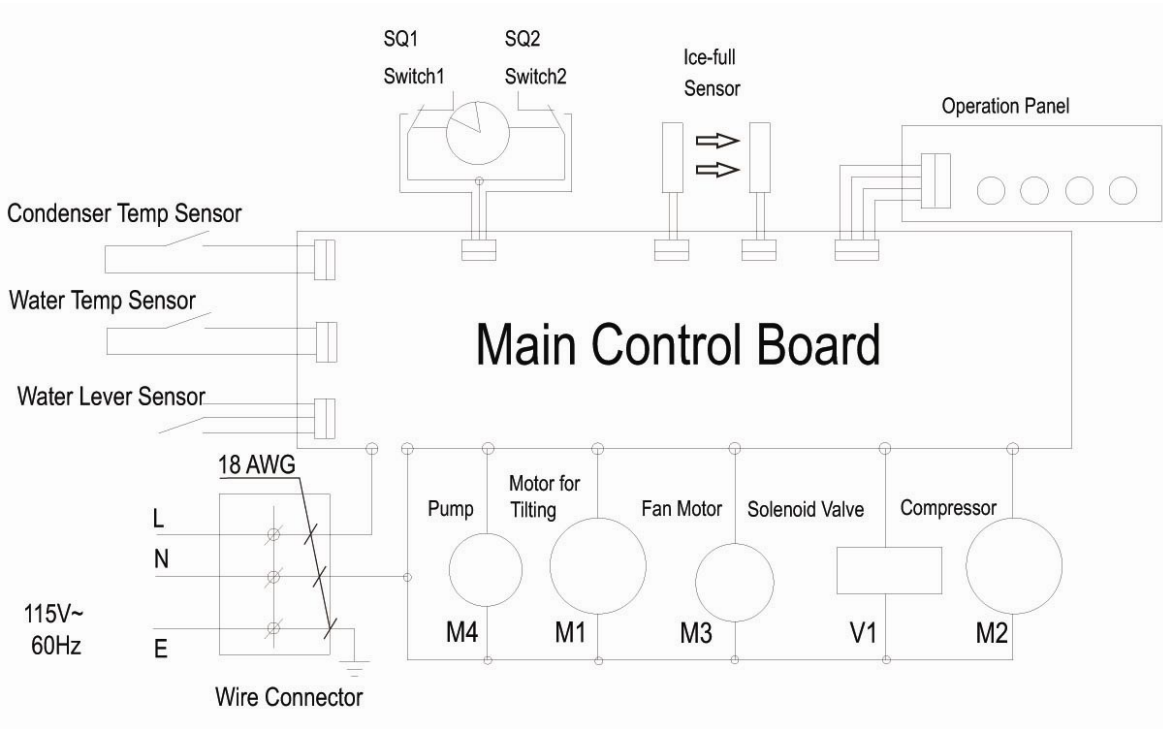 SQ1
Switch1
SQ2
Switch2
Ice-full
Sensor
Operation Panel
Condenser Temp Sensor
Water Temp Sensor
Water Lever Sensor
Main Control Board
18 AWG
L
N
E
115V~
60Hz
Wire Connector
Pump
M4
Motor for
Tilting
M1
Fan Motor
M3
Solenoid Valve
V1
Compressor
M2